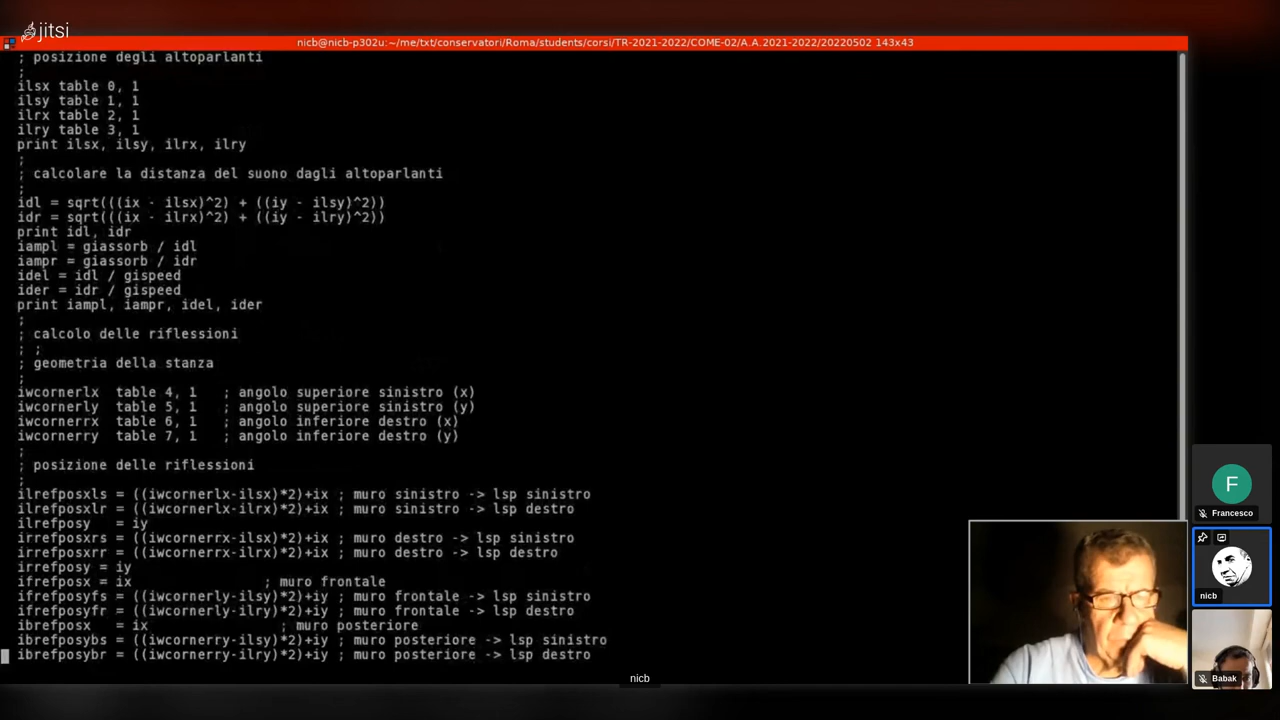 jitsi
nicb@nicb-p302u:~/me/txt/conservatori/Roma/students/corsi/TR-2021-2022/COME-02/A.A.2021-2022/20220502 143x43
; posizione degli altoparlanti
;
ilsx table 0, 1
ilsy table 1, 1
ilrx table 2, 1
ilry table 3, 1
print ilsx, ilsy, ilrx, ilry
;
; calcolare la distanza del suono dagli altoparlanti
;
idl = sqrt(((ix - ilsx)^2) + ((iy - ilsy)^2))
idr = sqrt(((ix - ilrx)^2) + ((iy - ilry)^2))
print idl, idr
iampl = giassorb / idl
iampr = giassorb / idr
idel = idl / gispeed
ider = idr / gispeed
print iampl, iampr, idel, ider
;
; calcolo delle riflessioni
; ;
; geometria della stanza
;
iwcornerlx  table 4, 1   ; angolo superiore sinistro (x)
iwcornerly  table 5, 1   ; angolo superiore sinistro (y)
iwcornerrx  table 6, 1   ; angolo inferiore destro (x)
iwcornerry  table 7, 1   ; angolo inferiore destro (y)
;
; posizione delle riflessioni
;
ilrefposxls = ((iwcornerlx-ilsx)*2)+ix ; muro sinistro -> lsp sinistro
ilrefposxlr = ((iwcornerlx-ilrx)*2)+ix ; muro sinistro -> lsp destro
ilrefposy   = iy
irrefposxrs = ((iwcornerrx-ilsx)*2)+ix ; muro destro -> lsp sinistro
irrefposxrr = ((iwcornerrx-ilrx)*2)+ix ; muro destro -> lsp destro
irrefposy = iy
ifrefposx = ix                ; muro frontale
ifrefposyfs = ((iwcornerly-ilsy)*2)+iy ; muro frontale -> lsp sinistro
ifrefposyfr = ((iwcornerly-ilry)*2)+iy ; muro frontale -> lsp destro
ibrefposx   = ix                ; muro posteriore
ibrefposybs = ((iwcornerry-ilsy)*2)+iy ; muro posteriore -> lsp sinistro
ibrefposybr = ((iwcornerry-ilry)*2)+iy ; muro posteriore -> lsp destro
nicb
F
Francesco
nicb
Babak